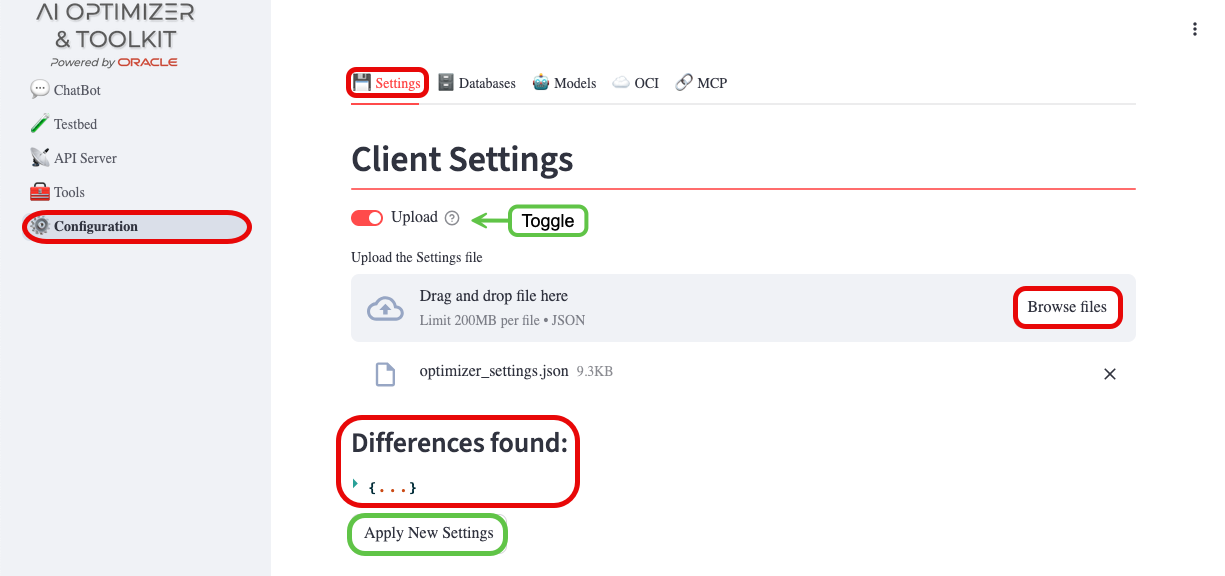 AI OPTIMIZER
& TOOLKIT
Powered by ORACLE
ChatBot
Testbed
API Server
Tools
Configuration
Settings Databases Models OCI MCP
Client Settings
Upload ? Toggle
Upload the Settings file
Drag and drop file here
Limit 200MB per file • JSON
Browse files
optimizer_settings.json 9.3KB
Differences found:
{...}
Apply New Settings